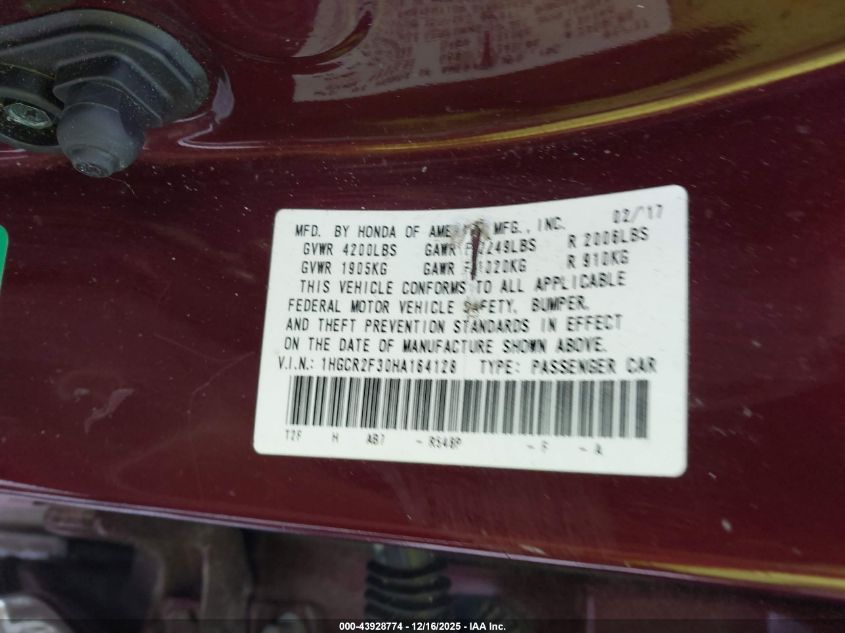 02/'17
MFD. BY HONDA OF MFG., INC.
GVWR 4200LBS GAWR F 2249LBS R 2006LBS
GVWR 1905KG GAWR F 1020KG R 910KG
THIS VEHICLE CONFORMS TO ALL APPLICABLE
FEDERAL MOTOR VEHICLE SAFETY, BUMPER,
AND THEFT PREVENTION STANDARDS IN EFFECT
ON THE DATE OF MANUFACTURE SHOWN ABOVE.
V.I.N.: 1HGCR2F30HA164128 TYPE: PASSENGER CAR
T2F H AB7 - R548P - F - A
000-43928774 - 12/16/2025 - IAA Inc.